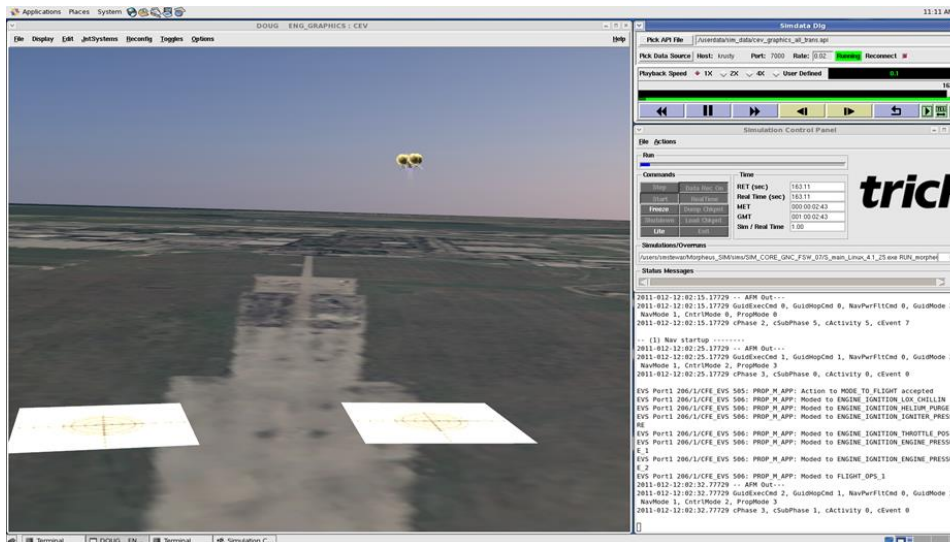 Applications Places System
11:11 AM
DOUG ENG_GRAPHICS : CEV
File Display Edit JntSystems Reconfig Toggles Options Help
Simdata Dlg
Pick API File /userdata/sim_data/cev_graphics_all_trans.api
Pick Data Source Host: krusty Port: 7000 Rate: 0.02 Running Reconnect
Playback Speed 1X 2X 4X User Defined 0.1
16
Simulation Control Panel
File Actions
Run
Commands
Step Data Rec On
Start RealTime
Freeze Dump Chkpnt
Shutdown Load Chkpnt
Lite Exit
Time
RET (sec) 163.11
Real Time (sec) 163.11
MET 000:00:02:43
GMT 001:00:02:43
Sim / Real Time 1.00
trick
Simulations/Overruns
/users/smstewar/Morpheus_SIM/sims/SIM_CORE_GNC_FSW_07/S_main_Linux_4.1_25.exe RUN_morpheu
Status Messages
2011-012-12:02:15.17729 -- AFM Out---
2011-012-12:02:15.17729 GuidExecCmd 0, GuidHopCmd 0, NavPwrFltCmd 0, GuidMode
NavMode 1, CntrlMode 0, PropMode 0
2011-012-12:02:15.17729 cPhase 2, cSubPhase 5, cActivity 5, cEvent 7
-- (1) Nav startup --------
2011-012-12:02:25.17729 -- AFM Out---
2011-012-12:02:25.17729 GuidExecCmd 1, GuidHopCmd 1, NavPwrFltCmd 0, GuidMode
NavMode 1, CntrlMode 2, PropMode 3
2011-012-12:02:25.17729 cPhase 3, cSubPhase 0, cActivity 0, cEvent 0
EVS Port1 206/1/CFE_EVS 505: PROP_M_APP: Action to MODE_TO_FLIGHT accepted
EVS Port1 206/1/CFE_EVS 506: PROP_M_APP: Moded to ENGINE_IGNITION_LOX_CHILLIN
EVS Port1 206/1/CFE_EVS 506: PROP_M_APP: Moded to ENGINE_IGNITION_HELIUM_PURGE
EVS Port1 206/1/CFE_EVS 506: PROP_M_APP: Moded to ENGINE_IGNITION_IGNITER_PRESS
RE
EVS Port1 206/1/CFE_EVS 506: PROP_M_APP: Moded to ENGINE_IGNITION_THROTTLE_POS
EVS Port1 206/1/CFE_EVS 506: PROP_M_APP: Moded to ENGINE_IGNITION_ENGINE_PRESS
E_1
EVS Port1 206/1/CFE_EVS 506: PROP_M_APP: Moded to ENGINE_IGNITION_ENGINE_PRESS
E_2
EVS Port1 206/1/CFE_EVS 506: PROP_M_APP: Moded to FLIGHT_OPS_1
2011-012-12:02:32.77729 -- AFM Out---
2011-012-12:02:32.77729 GuidExecCmd 2, GuidHopCmd 1, NavPwrFltCmd 0, GuidMode
NavMode 1, CntrlMode 2, PropMode 3
2011-012-12:02:32.77729 cPhase 3, cSubPhase 1, cActivity 0, cEvent 0
Terminal DOUG EN... Terminal Simulation C...